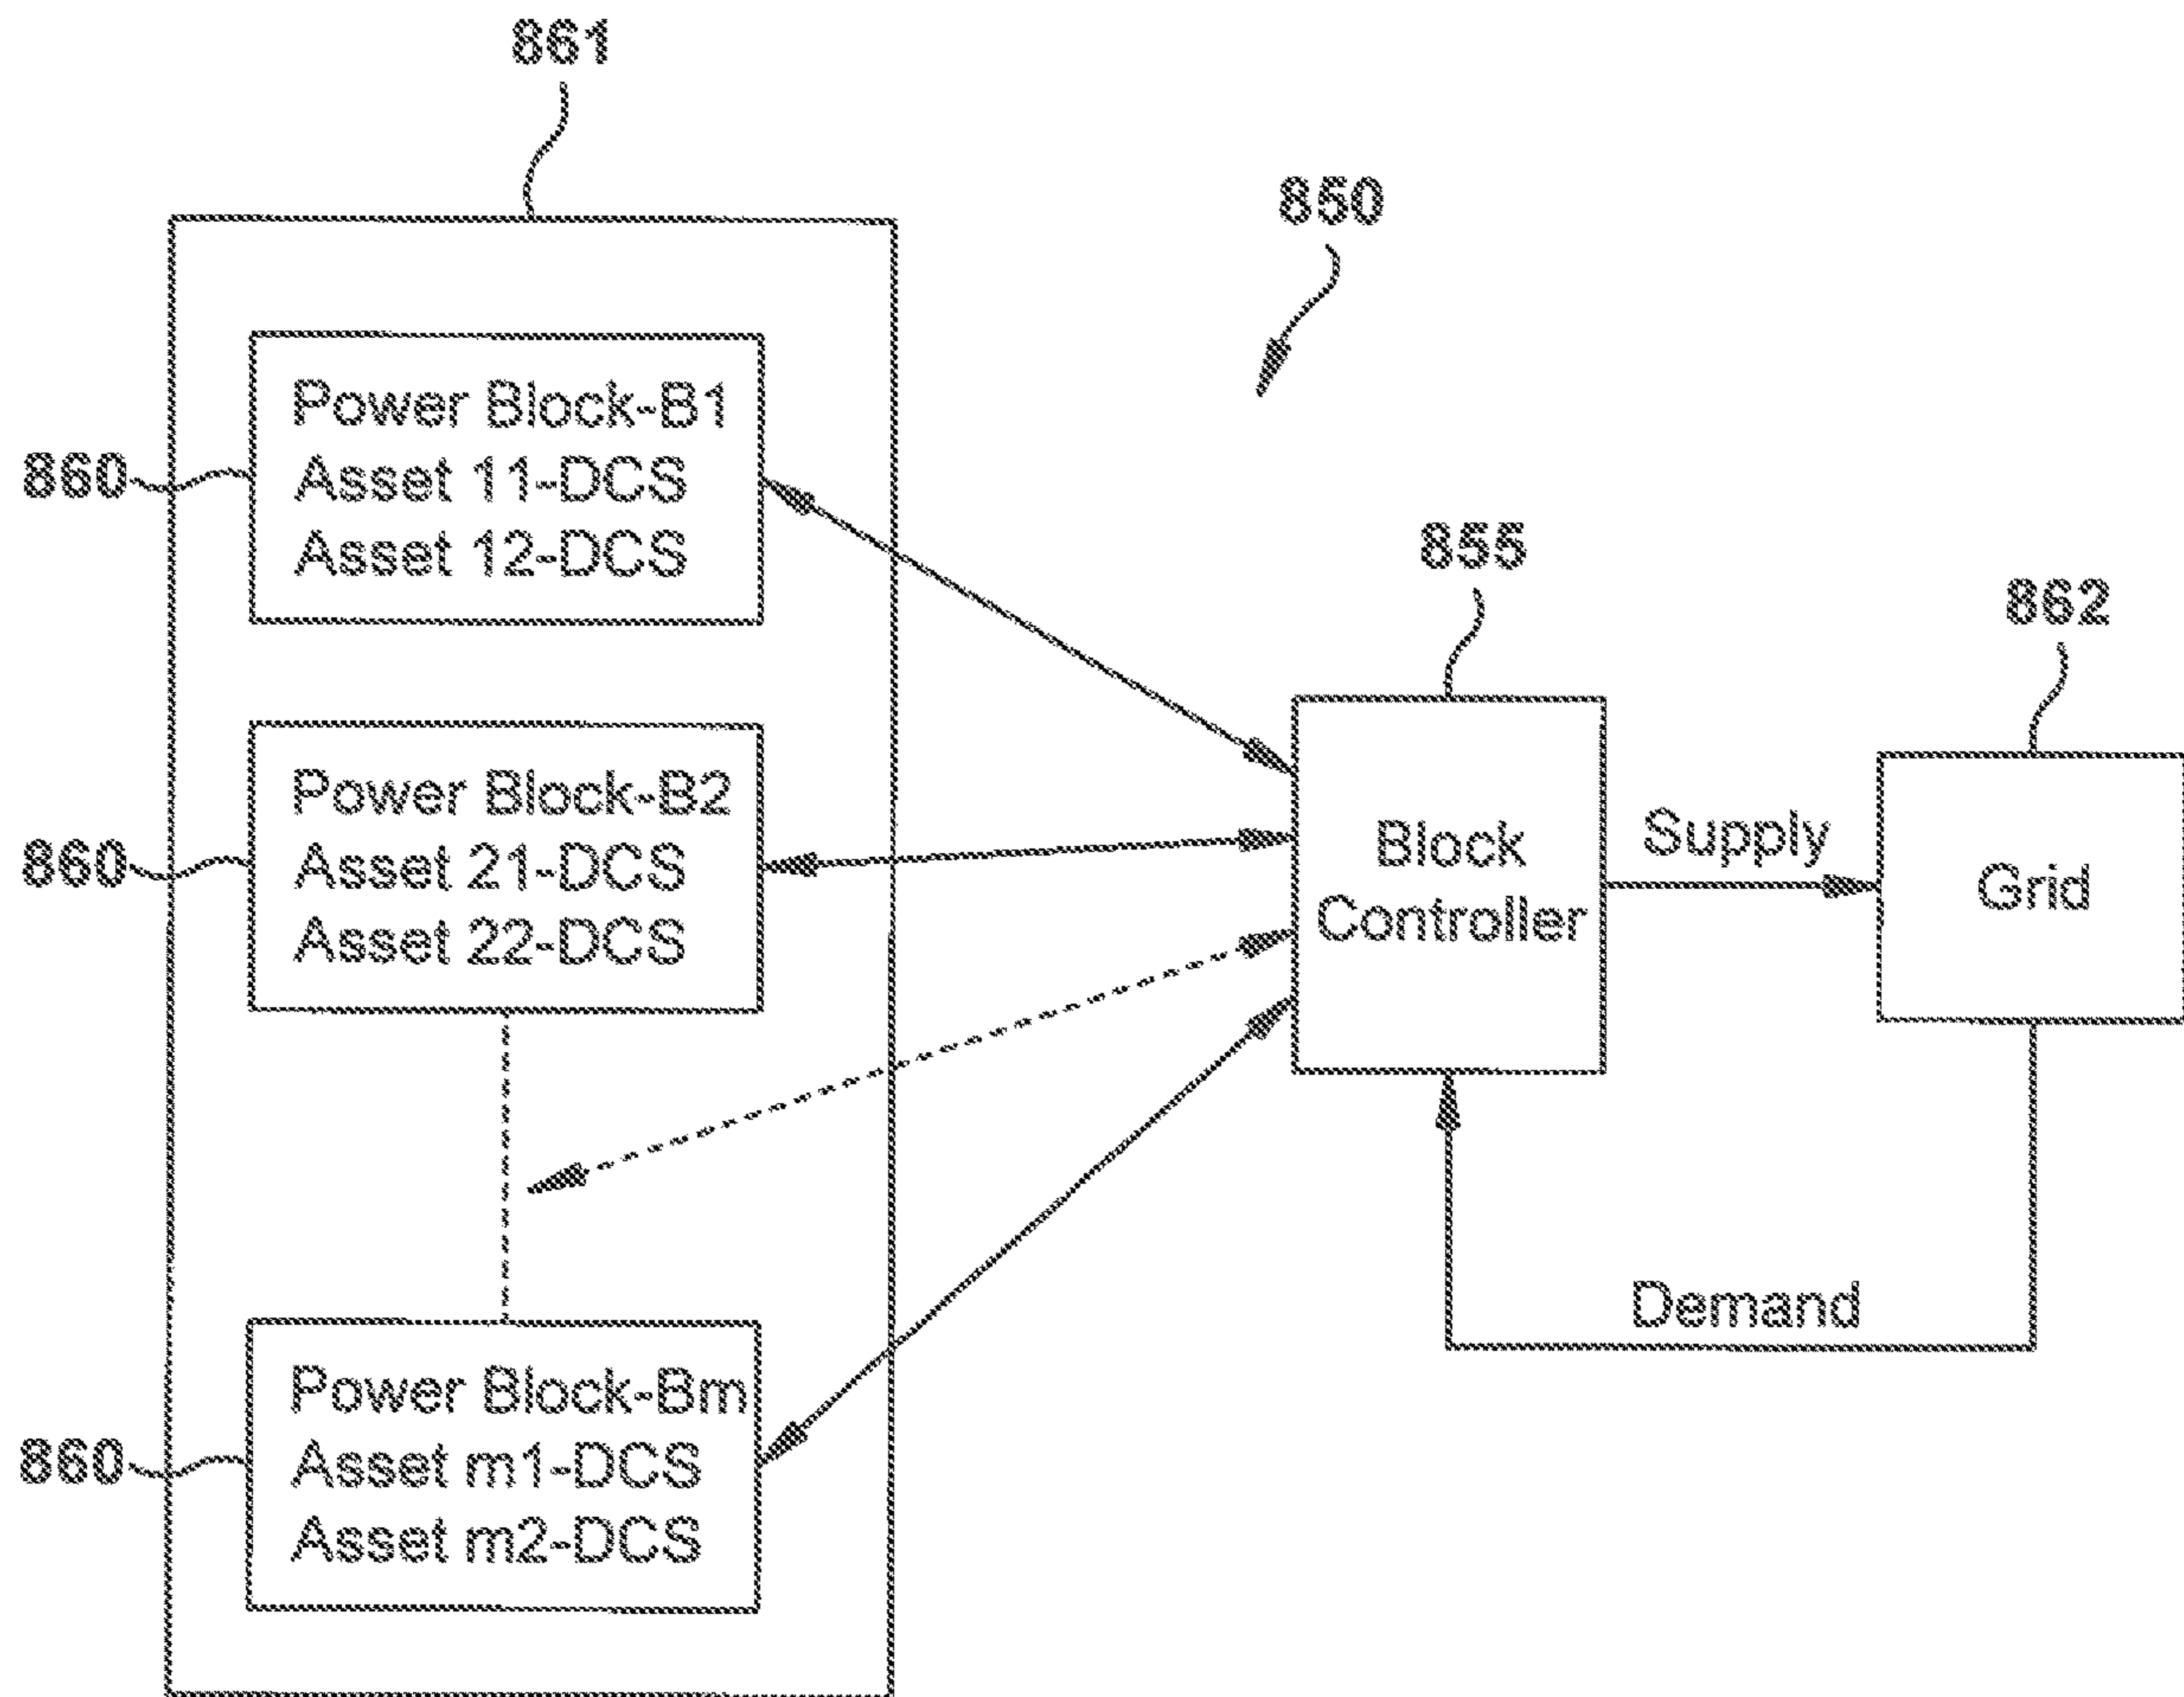 861
850
Power Block-B1
860
Asset 11-DCS
Asset 12-DCS
855
862
Power Block-B2
860
Asset 21-DCS
Asset 22-DCS
Block
Controller
Supply
Grid
Demand
Power Block-Bm
860
Asset m1-DCS
Asset m2-DCS